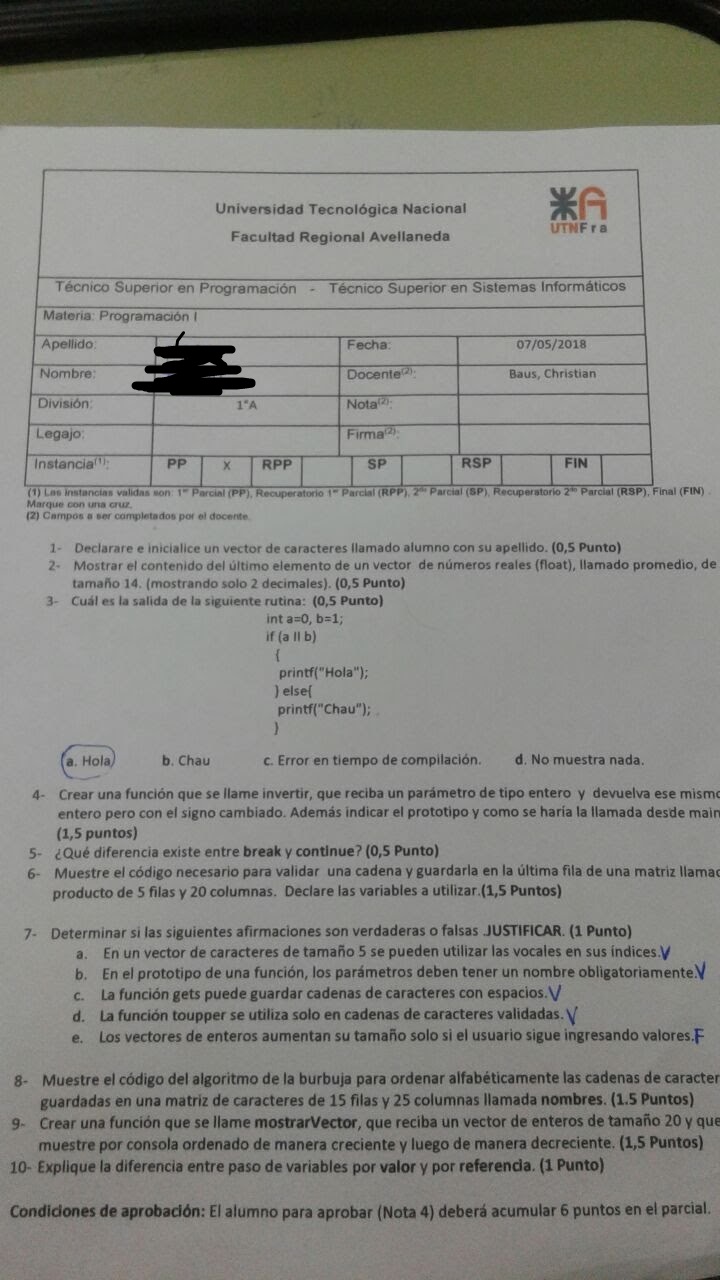 Universidad Tecnológica Nacional
UTNFra
Facultad Regional Avellaneda
Técnico Superior en Programación - Técnico Superior en Sistemas Informáticos
Materia: Programación I
Apellido: Fecha: 07/05/2018
Nombre: Docente(2): Baus, Christian
División: 1°A Nota(2):
Legajo: Firma(2):
Instancia(1): PP X RPP SP RSP FIN
(1) Las instancias validas son: 1er Parcial (PP), Recuperatorio 1er Parcial (RPP), 2do Parcial (SP), Recuperatorio 2do Parcial (RSP), Final (FIN) .
Marque con una cruz.
(2) Campos a ser completados por el docente.
1- Declarare e inicialice un vector de caracteres llamado alumno con su apellido. (0,5 Punto)
2- Mostrar el contenido del último elemento de un vector de números reales (float), llamado promedio, de
tamaño 14. (mostrando solo 2 decimales). (0,5 Punto)
3- Cuál es la salida de la siguiente rutina: (0,5 Punto)
int a=0, b=1;
if (a ll b)
{
printf("Hola");
} else{
printf("Chau");
}
a. Hola b. Chau c. Error en tiempo de compilación. d. No muestra nada.
4- Crear una función que se llame invertir, que reciba un parámetro de tipo entero y devuelva ese mismo
entero pero con el signo cambiado. Además indicar el prototipo y como se haría la llamada desde main
(1,5 puntos)
5- ¿Qué diferencia existe entre break y continue? (0,5 Punto)
6- Muestre el código necesario para validar una cadena y guardarla en la última fila de una matriz llamad
producto de 5 filas y 20 columnas. Declare las variables a utilizar.(1,5 Puntos)
7- Determinar si las siguientes afirmaciones son verdaderas o falsas .JUSTIFICAR. (1 Punto)
a. En un vector de caracteres de tamaño 5 se pueden utilizar las vocales en sus índices. V
b. En el prototipo de una función, los parámetros deben tener un nombre obligatoriamente. V
c. La función gets puede guardar cadenas de caracteres con espacios. V
d. La función toupper se utiliza solo en cadenas de caracteres validadas. V
e. Los vectores de enteros aumentan su tamaño solo si el usuario sigue ingresando valores. F
8- Muestre el código del algoritmo de la burbuja para ordenar alfabéticamente las cadenas de caracter
guardadas en una matriz de caracteres de 15 filas y 25 columnas llamada nombres. (1.5 Puntos)
9- Crear una función que se llame mostrarVector, que reciba un vector de enteros de tamaño 20 y que
muestre por consola ordenado de manera creciente y luego de manera decreciente. (1,5 Puntos)
10- Explique la diferencia entre paso de variables por valor y por referencia. (1 Punto)
Condiciones de aprobación: El alumno para aprobar (Nota 4) deberá acumular 6 puntos en el parcial.